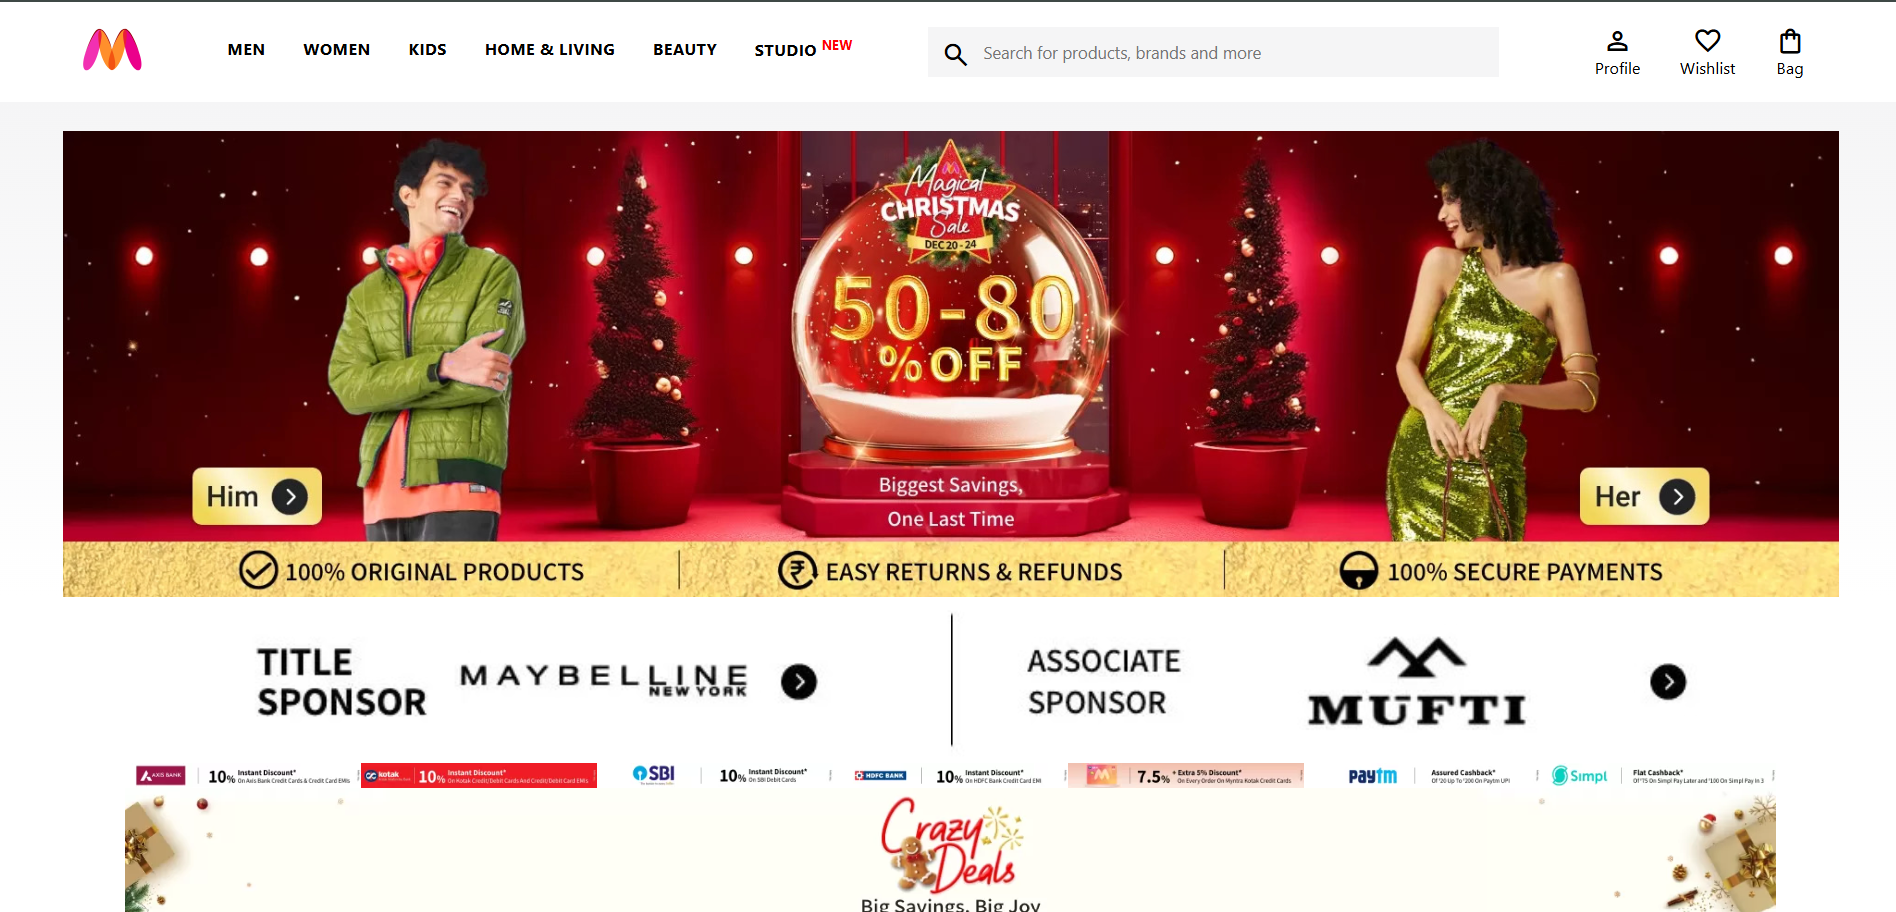 MEN
WOMEN
KIDS
HOME & LIVING
BEAUTY
STUDIO NEW
Search for products, brands and more
Profile
Wishlist
Bag
Magical
CHRISTMAS
Sale
DEC 20 - 24
50-80
%OFF
Biggest Savings,
One Last Time
Him
Her
100% ORIGINAL PRODUCTS
EASY RETURNS & REFUNDS
100% SECURE PAYMENTS
TITLE
SPONSOR
MAYBELLINE
NEW YORK
ASSOCIATE
SPONSOR
MUFTI
AXIS BANK
10% Instant Discount*
On Axis Bank Credit Cards & Credit Card EMIs
kotak
10% Instant Discount*
On Kotak Credit/Debit Cards And Credit/Debit Card EMIs
SBI
10% Instant Discount*
On SBI Debit Cards
HDFC BANK
10% Instant Discount*
On HDFC Bank Credit Card EMI
7.5% + Extra 5% Discount*
On Every Order On Myntra Kotak Credit Cards
paytm
Assured Cashback*
Of ₹20 Up To ₹200 On Paytm UPI
Simpl
Flat Cashback*
Of ₹75 On Simpl Pay Later and ₹100 On Simpl Pay in 3
Crazy
Deals
Big Savings, Big Joy